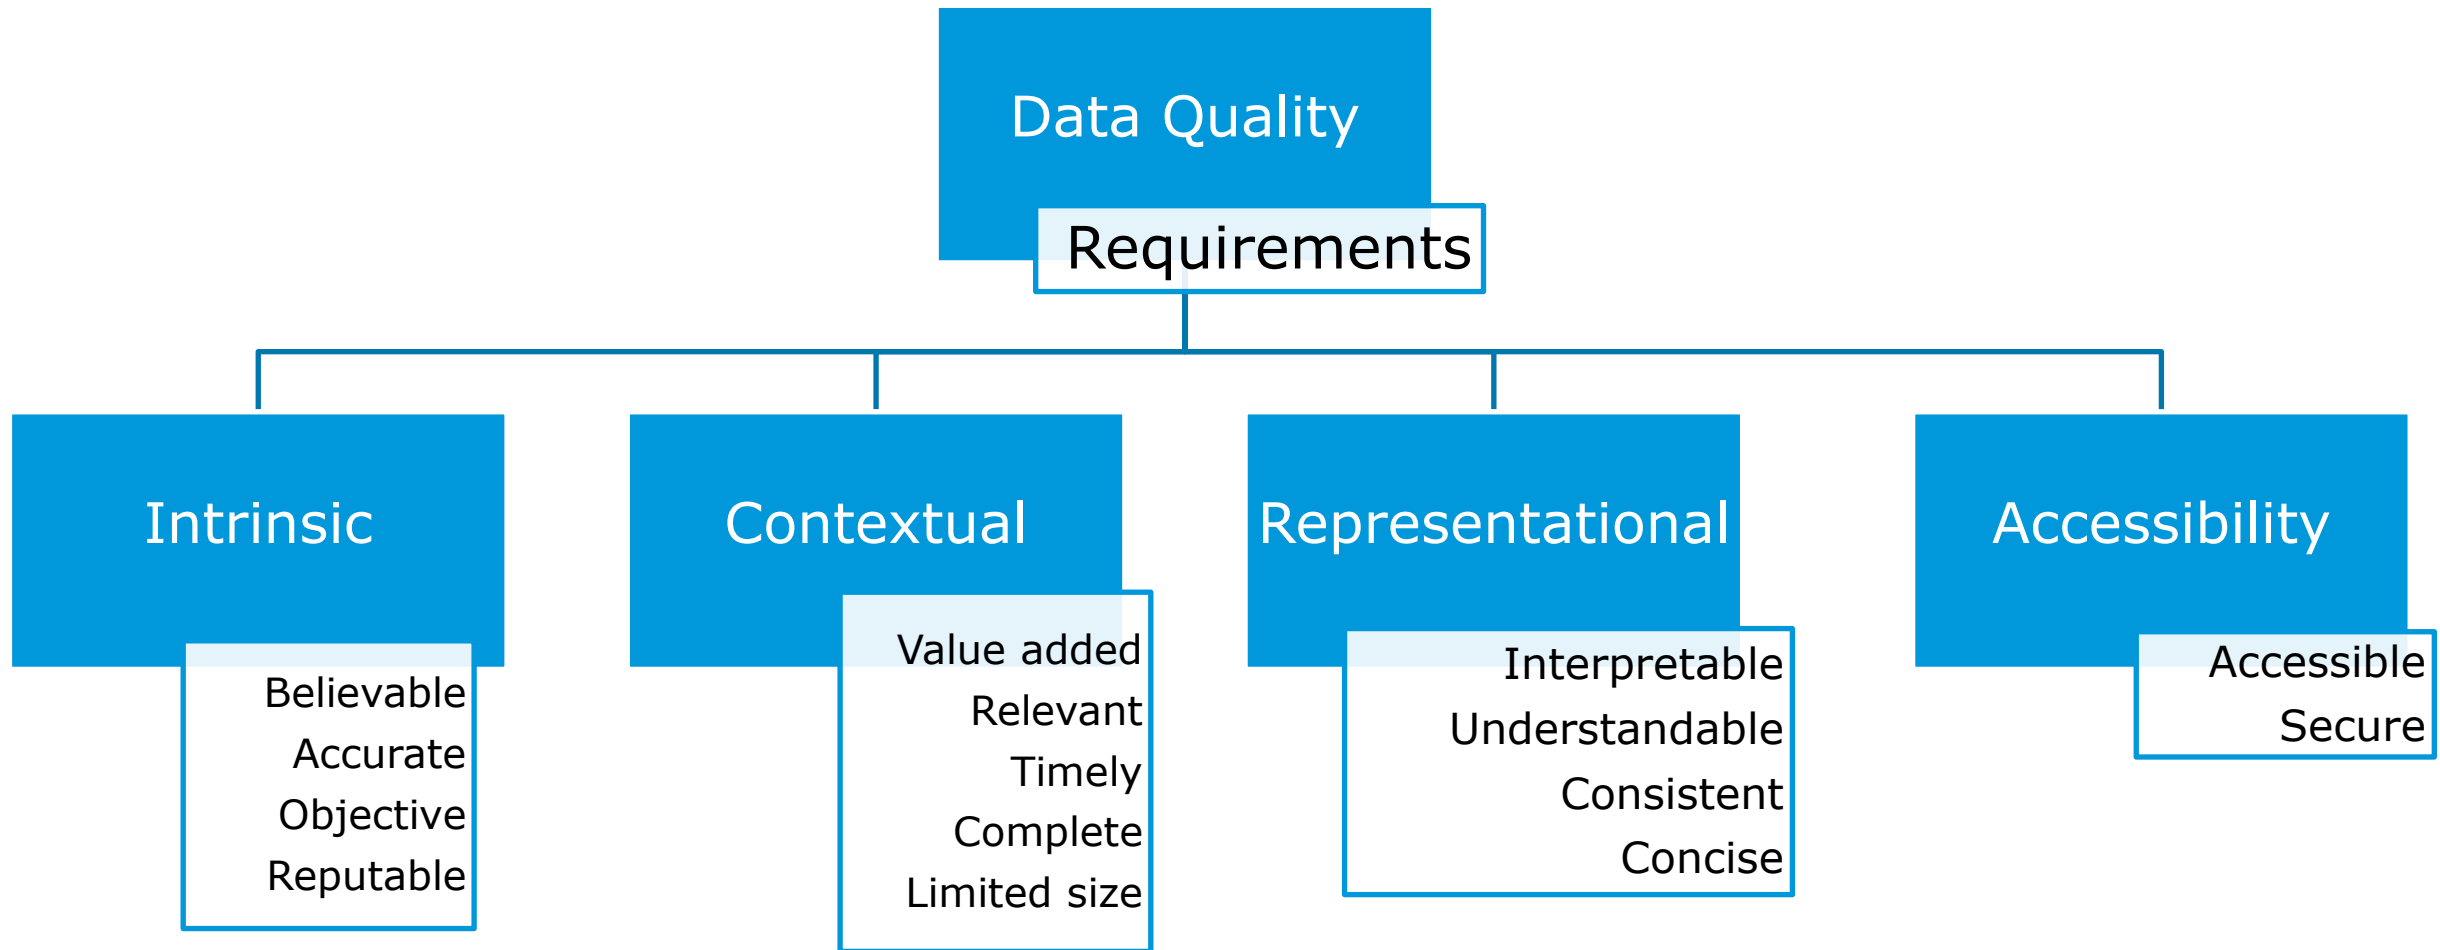 Data Quality
Requirements
Intrinsic
Believable
Accurate
Objective
Reputable
Contextual
Value added
Relevant
Timely
Complete
Limited size
Representational
Interpretable
Understandable
Consistent
Concise
Accessibility
Accessible
Secure